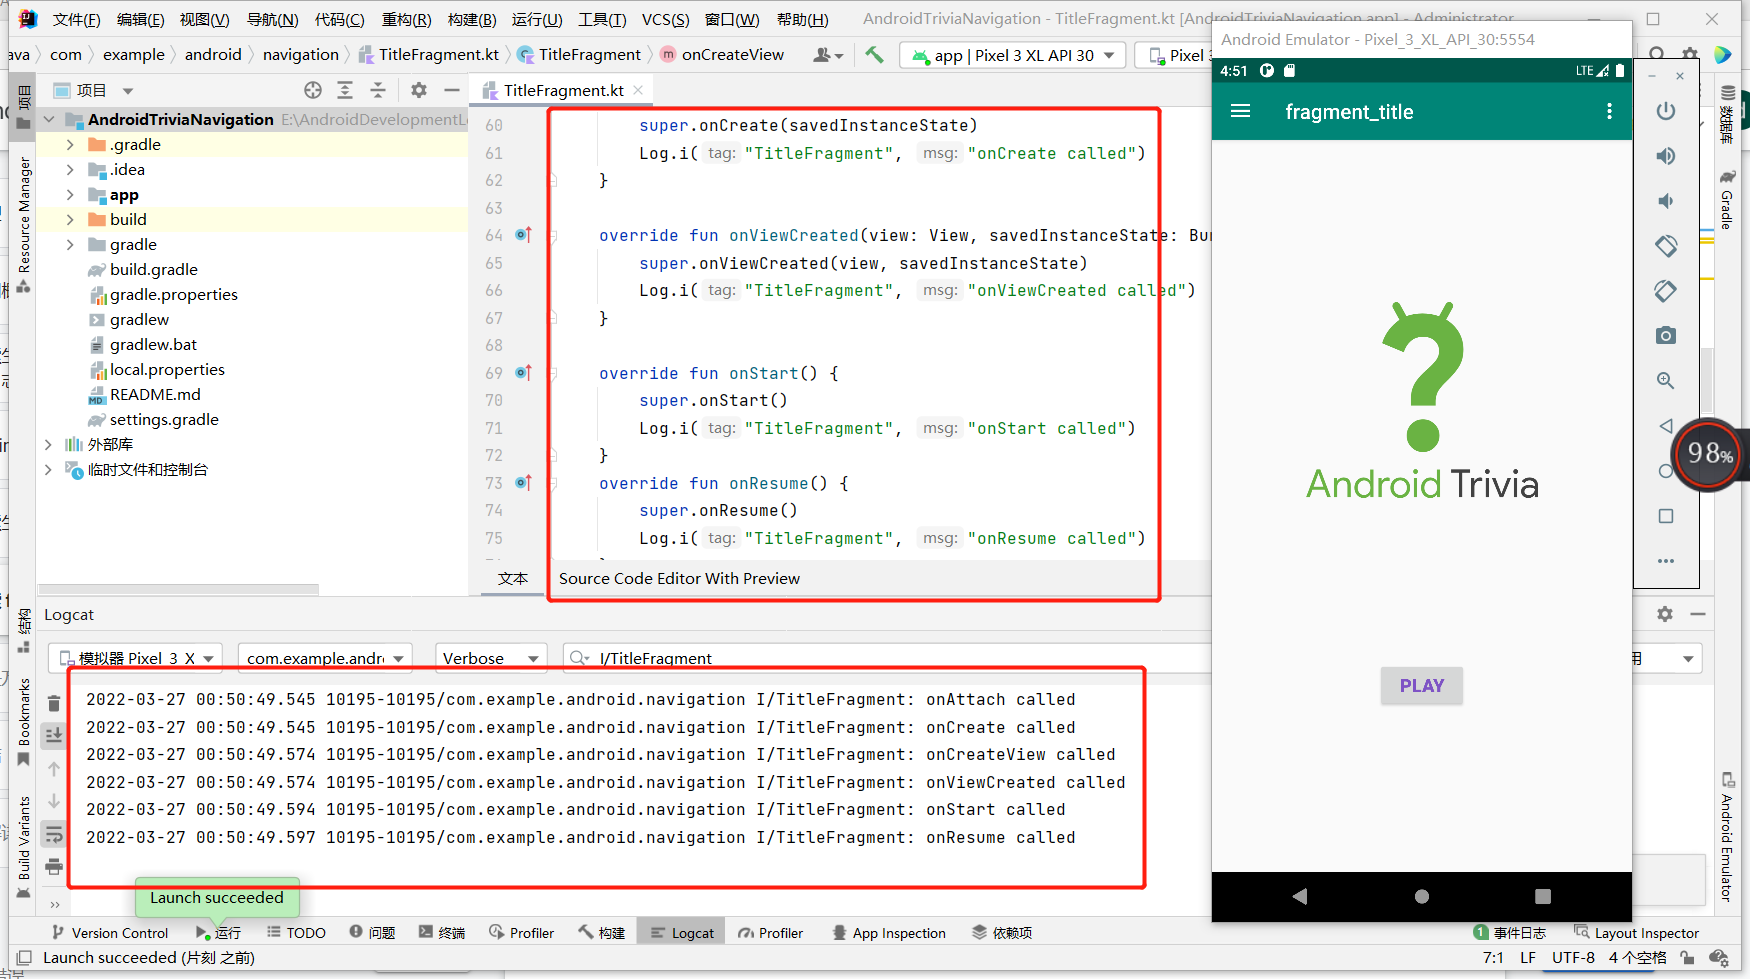 文件(F) 编辑(E) 视图(V) 导航(N) 代码(C) 重构(R) 构建(B) 运行(U) 工具(T) VCS(S) 窗口(W) 帮助(H) AndroidTriviaNavigation - TitleFragment.kt [AndroidTriviaNavigation.app] - Administrator
ava com example android navigation TitleFragment.kt TitleFragment onCreateView app | Pixel 3 XL API 30 Pixel 3
Android Emulator - Pixel_3_XL_API_30:5554
4:51 LTE
fragment_title
Android Trivia
PLAY
98%
项目
TitleFragment.kt
项目
Resource Manager
结构
Bookmarks
Build Variants
数据库
Gradle
Android Emulator
AndroidTriviaNavigation E:\AndroidDevelopmentLe
.gradle
.idea
app
build
gradle
build.gradle
gradle.properties
gradlew
gradlew.bat
local.properties
README.md
settings.gradle
外部库
临时文件和控制台
60 super.onCreate(savedInstanceState)
61 Log.i( tag: "TitleFragment", msg: "onCreate called")
62 }
63
64 override fun onViewCreated(view: View, savedInstanceState: Bu
65 super.onViewCreated(view, savedInstanceState)
66 Log.i( tag: "TitleFragment", msg: "onViewCreated called")
67 }
68
69 override fun onStart() {
70 super.onStart()
71 Log.i( tag: "TitleFragment", msg: "onStart called")
72 }
73 override fun onResume() {
74 super.onResume()
75 Log.i( tag: "TitleFragment", msg: "onResume called")
文本 Source Code Editor With Preview
Logcat
模拟器 Pixel_3_X com.example.andr Verbose I/TitleFragment 用
2022-03-27 00:50:49.545 10195-10195/com.example.android.navigation I/TitleFragment: onAttach called
2022-03-27 00:50:49.545 10195-10195/com.example.android.navigation I/TitleFragment: onCreate called
2022-03-27 00:50:49.574 10195-10195/com.example.android.navigation I/TitleFragment: onCreateView called
2022-03-27 00:50:49.574 10195-10195/com.example.android.navigation I/TitleFragment: onViewCreated called
2022-03-27 00:50:49.594 10195-10195/com.example.android.navigation I/TitleFragment: onStart called
2022-03-27 00:50:49.597 10195-10195/com.example.android.navigation I/TitleFragment: onResume called
Launch succeeded
Version Control 运行 TODO 问题 终端 Profiler 构建 Logcat Profiler App Inspection 依赖项 1 事件日志 Layout Inspector
Launch succeeded (片刻 之前) 7:1 LF UTF-8 4 个空格